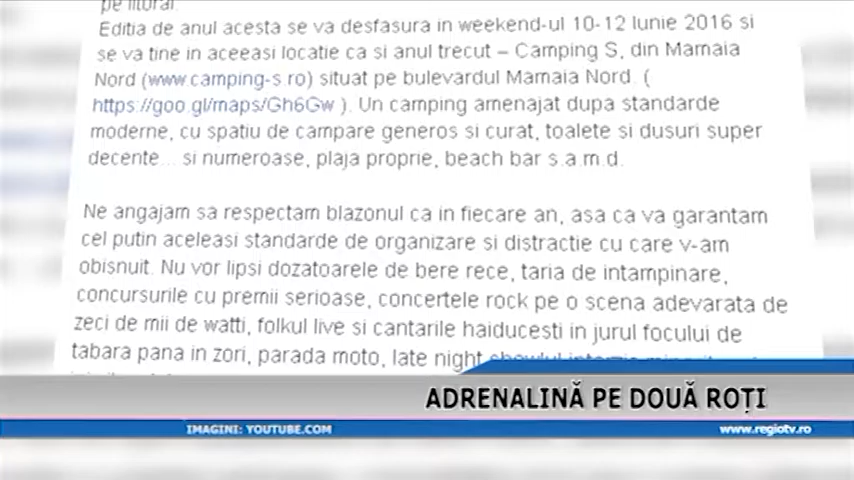 pe litoral.
Editia de anul acesta se va desfasura in weekend-ul 10-12 Iunie 2016 si
se va tine in aceeasi locatie ca si anul trecut – Camping S, din Mamaia
Nord (www.camping-s.ro) situat pe bulevardul Mamaia Nord. (
https://goo.gl/maps/Gh6Gw ). Un camping amenajat dupa standarde
moderne, cu spatiu de campare generos si curat, toalete si dusuri super
decente... si numeroase, plaja proprie, beach bar s.a.m.d.
Ne angajam sa respectam blazonul ca in fiecare an, asa ca va garantam
cel putin aceleasi standarde de organizare si distractie cu care v-am
obisnuit. Nu vor lipsi dozatoarele de bere rece, taria de intampinare,
concursurile cu premii serioase, concertele rock pe o scena adevarata de
zeci de mii de watti, folkul live si cantarile haiducesti in jurul focului de
tabara pana in zori, parada moto, late night
ADRENALINĂ PE DOUĂ ROȚI
IMAGINI: YOUTUBE.COM
www.regiotv.ro